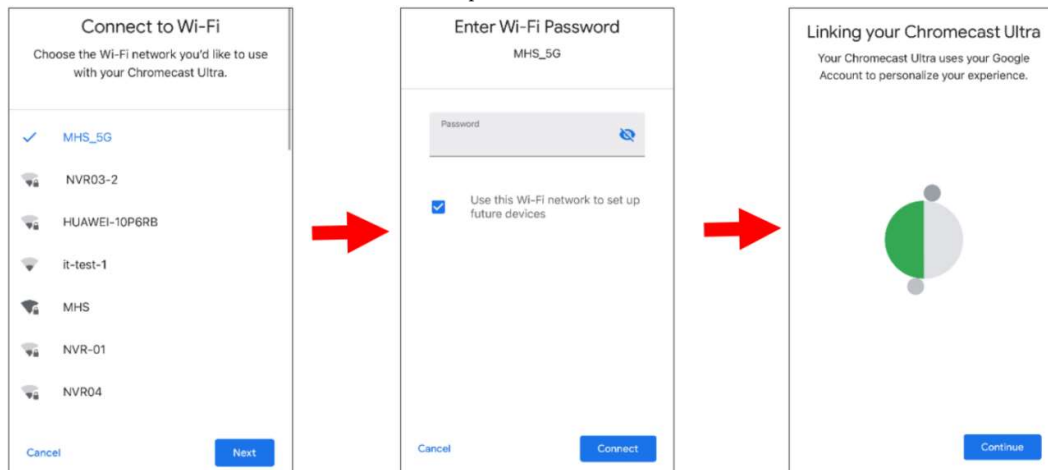 Connect to Wi-Fi
Choose the Wi-Fi network you'd like to use
with your Chromecast Ultra.
MHS_5G
NVR03-2
HUAWEI-10P6RB
it-test-1
MHS
NVR-01
NVR04
Cancel
Next
Enter Wi-Fi Password
MHS_5G
Password
Use this Wi-Fi network to set up
future devices
Cancel
Connect
Linking your Chromecast Ultra
Your Chromecast Ultra uses your Google
Account to personalize your experience.
Continue